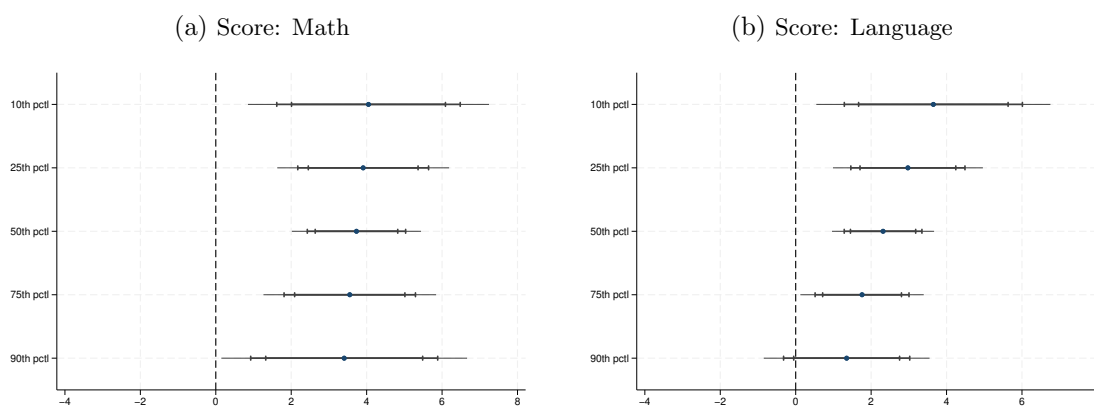 (a) Score: Math
10th pctl
25th pctl
50th pctl
75th pctl
90th pctl
−4 −2 0 2 4 6 8
(b) Score: Language
10th pctl
25th pctl
50th pctl
75th pctl
90th pctl
−4 −2 0 2 4 6